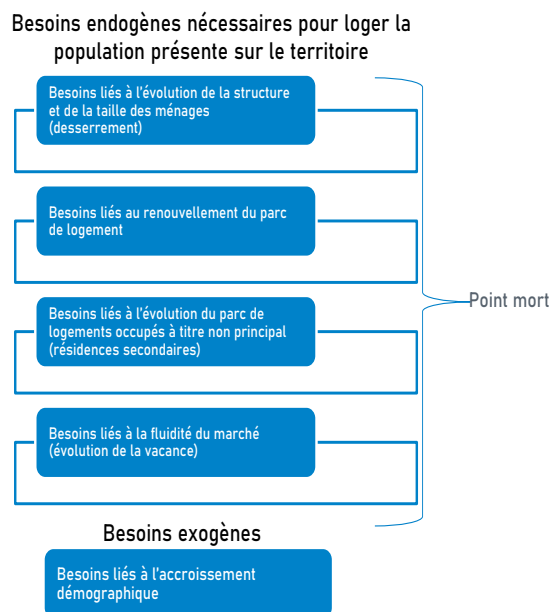 Besoins endogènes nécessaires pour loger la
population présente sur le territoire
Besoins liés à l'évolution de la structure
et de la taille des ménages
(desserrement)
Besoins liés au renouvellement du parc
de logement
Besoins liés à l'évolution du parc de
logements occupés à titre non principal
(résidences secondaires)
Besoins liés à la fluidité du marché
(évolution de la vacance)
Point mort
Besoins exogènes
Besoins liés à l'accroissement
démographique